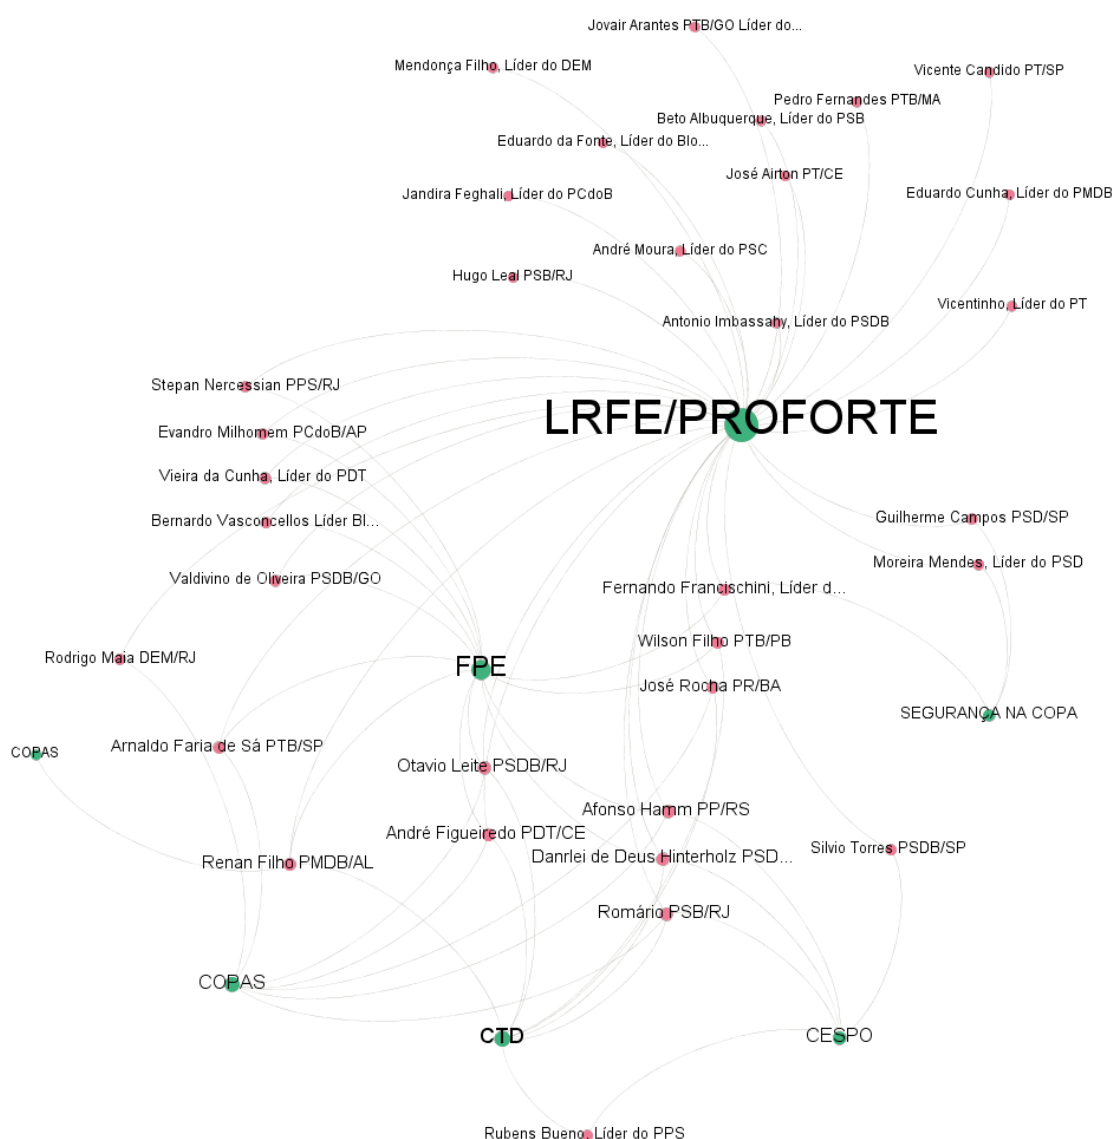 Jovair Arantes PTB/GO Líder do...
Mendonça Filho, Líder do DEM
Vicente Candido PT/SP
Pedro Fernandes PTB/MA
Beto Albuquerque, Líder do PSB
Eduardo da Fonte, Líder do Blo...
José Airton PT/CE
Jandira Feghali, Líder do PCdoB
Eduardo Cunha, Líder do PMDB
André Moura, Líder do PSC
Hugo Leal PSB/RJ
Vicentinho, Líder do PT
Antonio Imbassahy, Líder do PSDB
Stepan Nercessian PPS/RJ
LRFE/PROFORTE
Evandro Milhomem PCdoB/AP
Vieira da Cunha, Líder do PDT
Bernardo Vasconcellos Líder Bl...
Guilherme Campos PSD/SP
Moreira Mendes, Líder do PSD
Valdivino de Oliveira PSDB/GO
Fernando Francischini, Líder d...
Wilson Filho PTB/PB
Rodrigo Maia DEM/RJ
FPE
José Rocha PR/BA
SEGURANÇA NA COPA
Arnaldo Faria de Sá PTB/SP
COPAS
Otavio Leite PSDB/RJ
Afonso Hamm PP/RS
André Figueiredo PDT/CE
Silvio Torres PSDB/SP
Danrlei de Deus Hinterholz PSD...
Renan Filho PMDB/AL
Romário PSB/RJ
COPAS
CTD
CESPO
Rubens Bueno, Líder do PPS